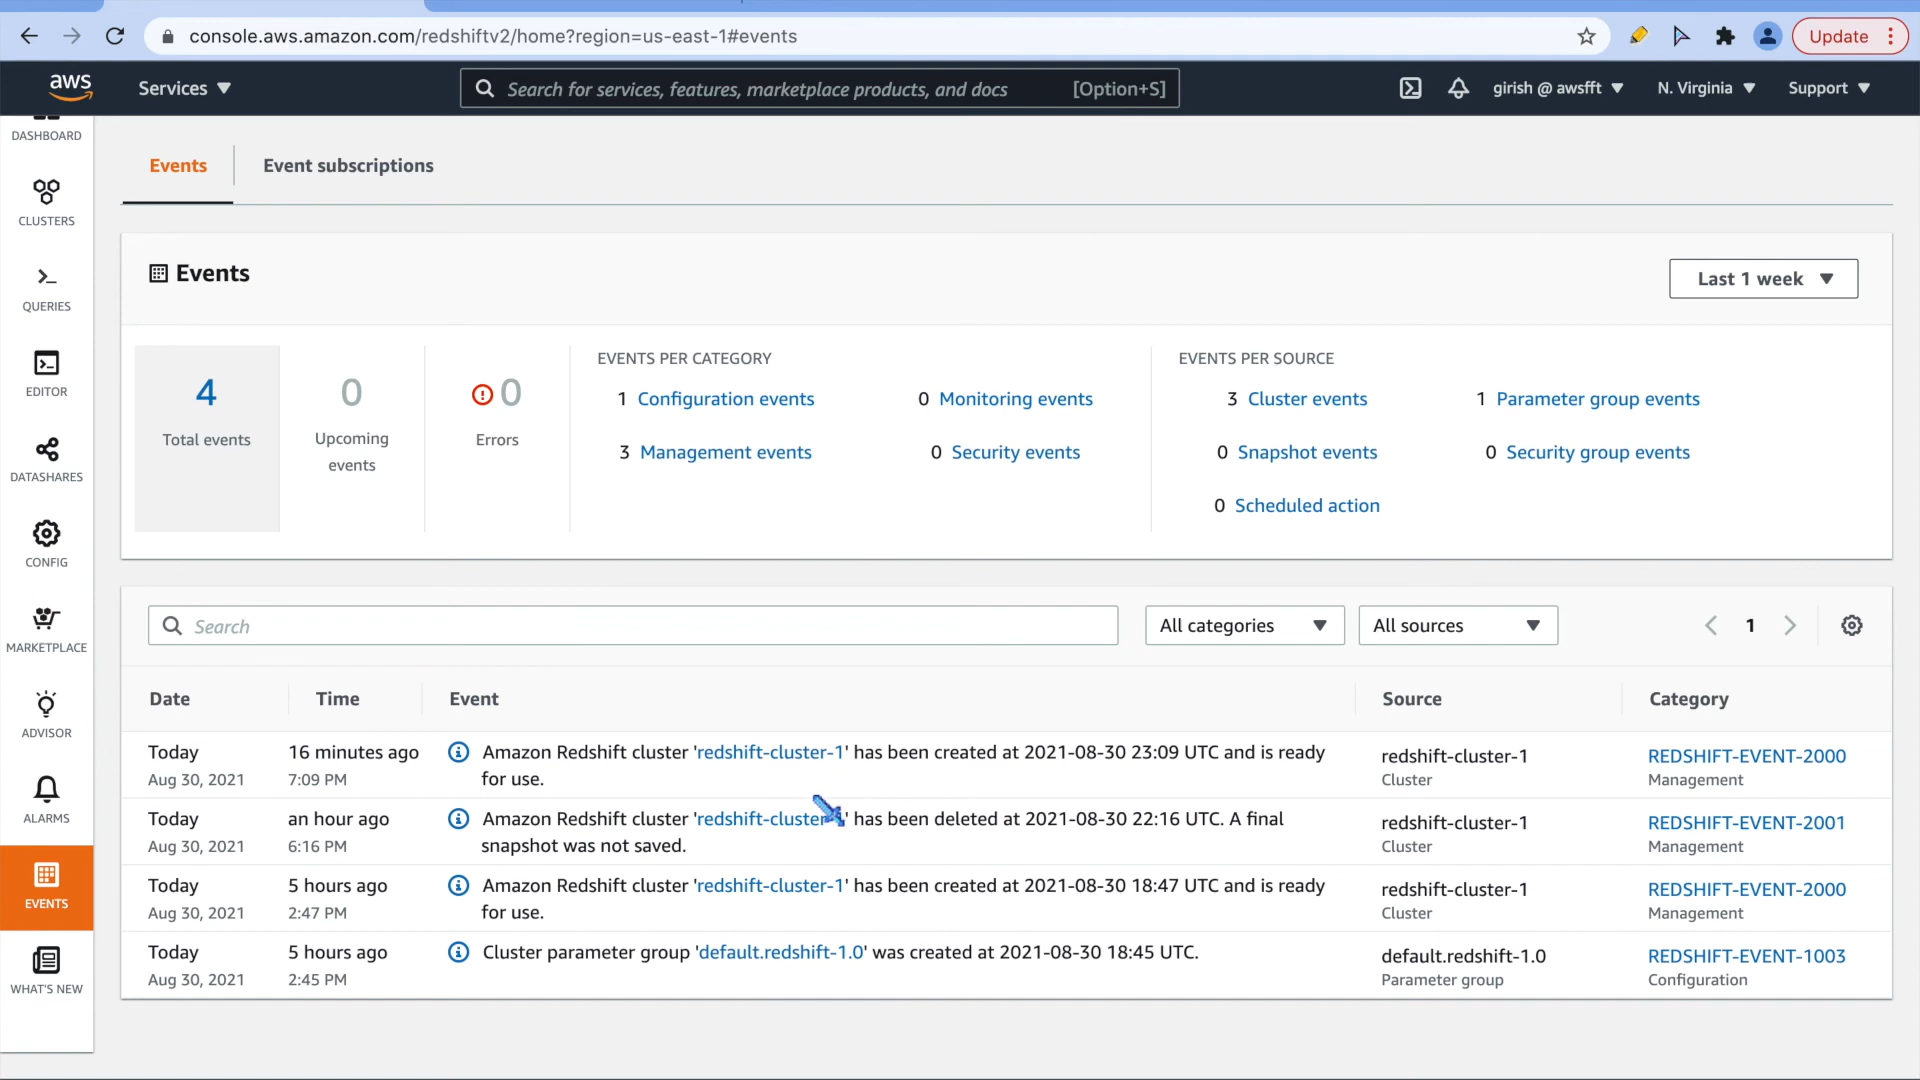 console.aws.amazon.com/redshiftv2/home?region=us-east-1#events
Update
aws
Services
Search for services, features, marketplace products, and docs [Option+S]
girish @ awsfft
N. Virginia
Support
DASHBOARD
CLUSTERS
QUERIES
EDITOR
DATASHARES
CONFIG
MARKETPLACE
ADVISOR
ALARMS
EVENTS
WHAT'S NEW
Events
Event subscriptions
Events
Last 1 week
4
Total events
0
Upcoming
events
0
Errors
EVENTS PER CATEGORY
1 Configuration events
0 Monitoring events
3 Management events
0 Security events
EVENTS PER SOURCE
3 Cluster events
1 Parameter group events
0 Snapshot events
0 Security group events
0 Scheduled action
Search
All categories
All sources
1
Date Time Event Source Category
Today 16 minutes ago Amazon Redshift cluster 'redshift-cluster-1' has been created at 2021-08-30 23:09 UTC and is ready redshift-cluster-1 REDSHIFT-EVENT-2000
Aug 30, 2021 7:09 PM for use. Cluster Management
Today an hour ago Amazon Redshift cluster 'redshift-cluster-1' has been deleted at 2021-08-30 22:16 UTC. A final redshift-cluster-1 REDSHIFT-EVENT-2001
Aug 30, 2021 6:16 PM snapshot was not saved. Cluster Management
Today 5 hours ago Amazon Redshift cluster 'redshift-cluster-1' has been created at 2021-08-30 18:47 UTC and is ready redshift-cluster-1 REDSHIFT-EVENT-2000
Aug 30, 2021 2:47 PM for use. Cluster Management
Today 5 hours ago Cluster parameter group 'default.redshift-1.0' was created at 2021-08-30 18:45 UTC. default.redshift-1.0 REDSHIFT-EVENT-1003
Aug 30, 2021 2:45 PM Parameter group Configuration